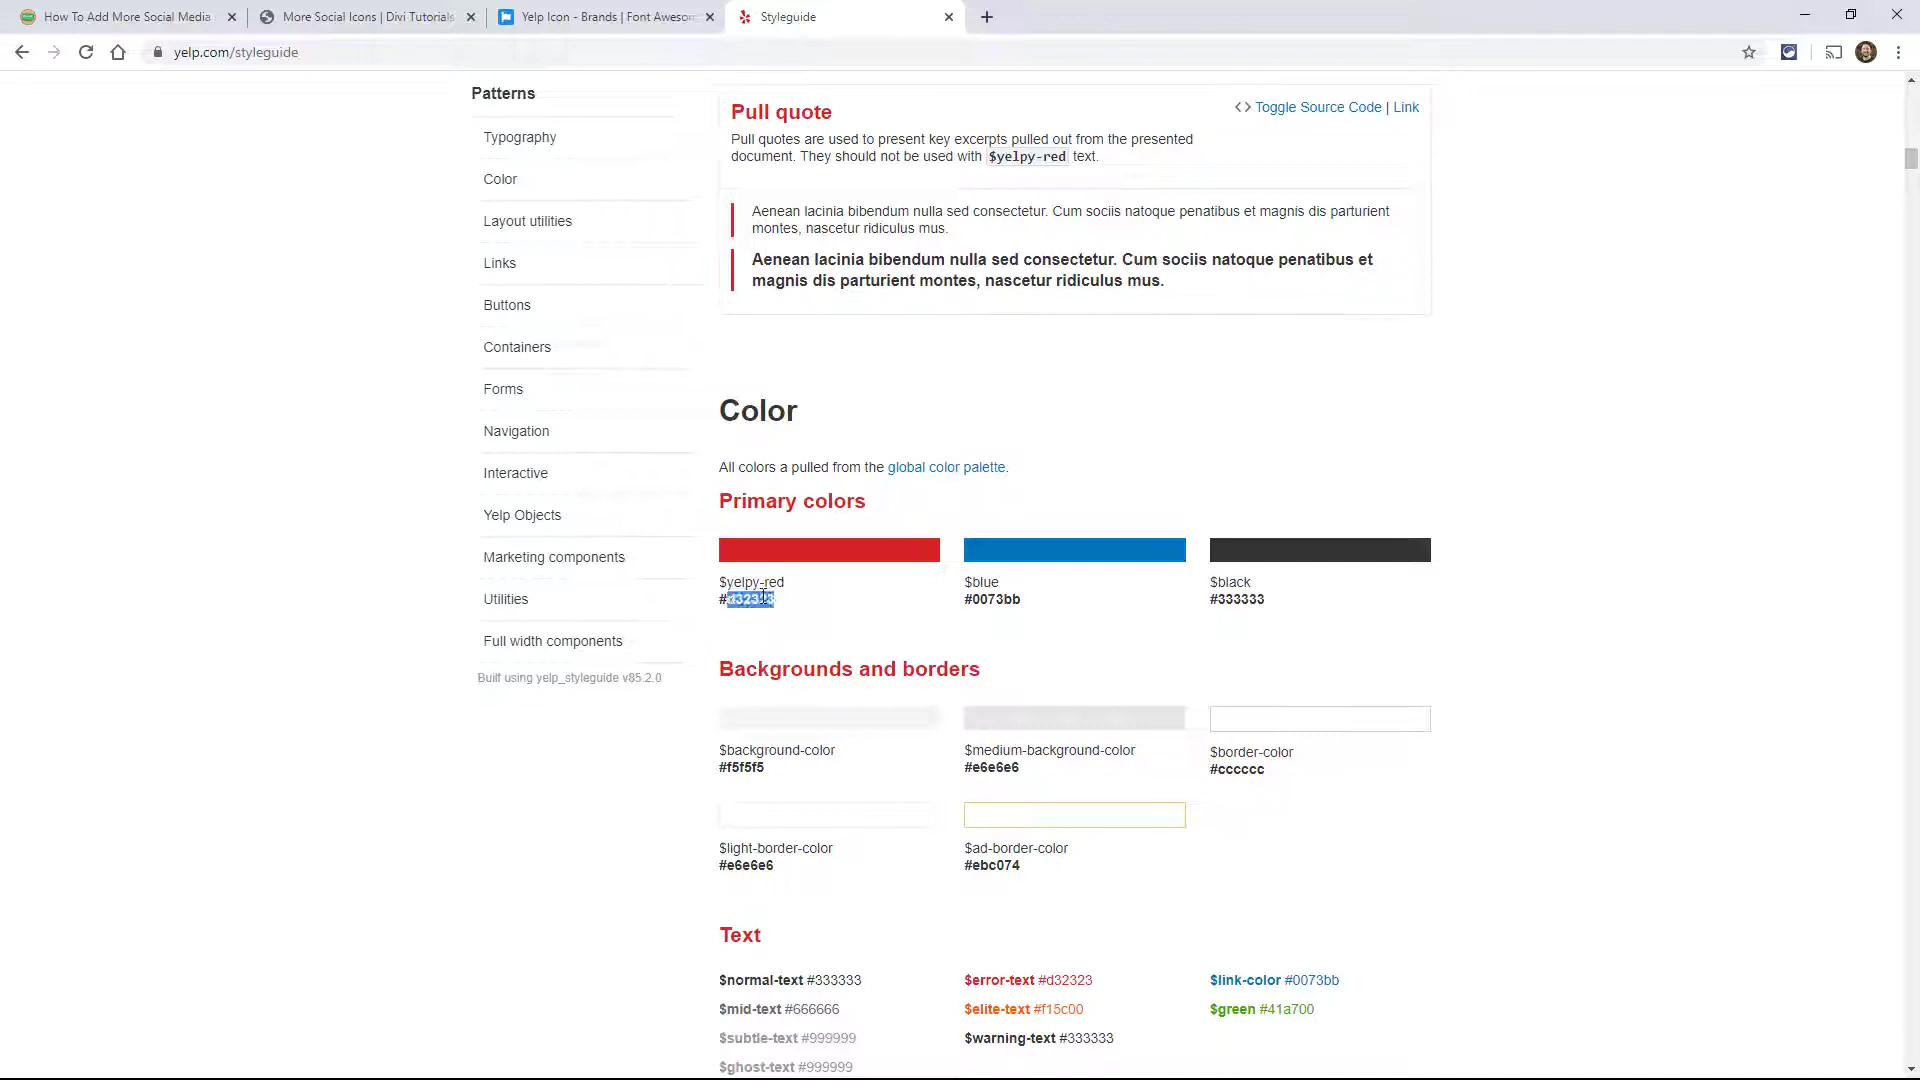 How To Add More Social Media
More Social Icons | Divi Tutorials
Yelp Icon - Brands | Font Aweso
Styleguide
yelp.com/styleguide
Patterns
Typography
Color
Layout utilities
Links
Buttons
Containers
Forms
Navigation
Interactive
Yelp Objects
Marketing components
Utilities
Full width components
Built using yelp_styleguide v85.2.0
Pull quote
Toggle Source Code | Link
Pull quotes are used to present key excerpts pulled out from the presented
document. They should not be used with $yelpy-red text.
Aenean lacinia bibendum nulla sed consectetur. Cum sociis natoque penatibus et magnis dis parturient
montes, nascetur ridiculus mus.
Aenean lacinia bibendum nulla sed consectetur. Cum sociis natoque penatibus et
magnis dis parturient montes, nascetur ridiculus mus.
Color
All colors a pulled from the global color palette.
Primary colors
$yelpy-red
#d32323
$blue
#0073bb
$black
#333333
Backgrounds and borders
$background-color
#f5f5f5
$medium-background-color
#e6e6e6
$border-color
#cccccc
$light-border-color
#e6e6e6
$ad-border-color
#ebc074
Text
$normal-text #333333
$error-text #d32323
$link-color #0073bb
$mid-text #666666
$elite-text #f15c00
$green #41a700
$subtle-text #999999
$warning-text #333333
$ghost-text #999999